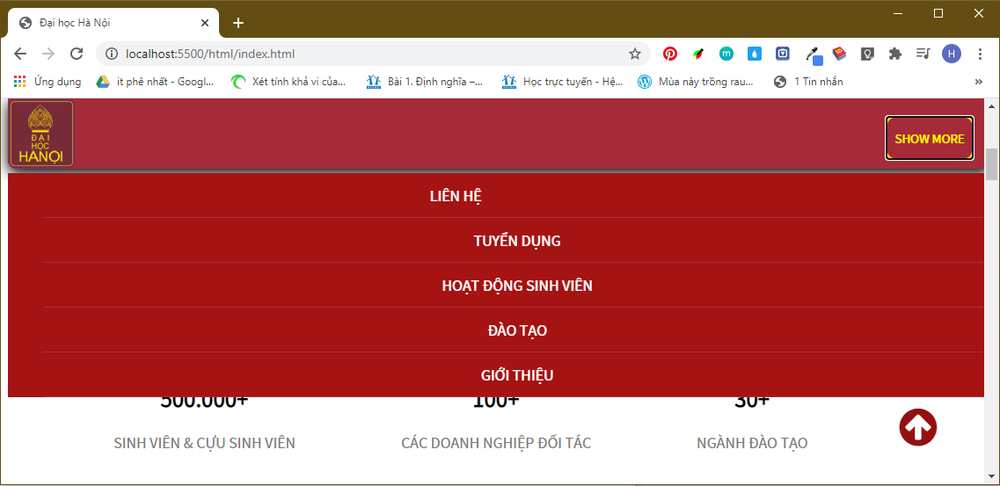 Đại học Hà Nội
localhost:5500/html/index.html
H
Ứng dụng
it phê nhất - Googl...
Xét tính khả vi của...
Bài 1. Định nghĩa –...
Học trực tuyến - Hệ...
Mùa này trồng rau...
1 Tin nhắn
ĐẠI
HỌC
HANỌI
SHOW MORE
LIÊN HỆ
TUYỂN DỤNG
HOẠT ĐỘNG SINH VIÊN
ĐÀO TẠO
GIỚI THIỆU
500.000+ 100+ 30+
SINH VIÊN & CỰU SINH VIÊN CÁC DOANH NGHIỆP ĐỐI TÁC NGÀNH ĐÀO TẠO